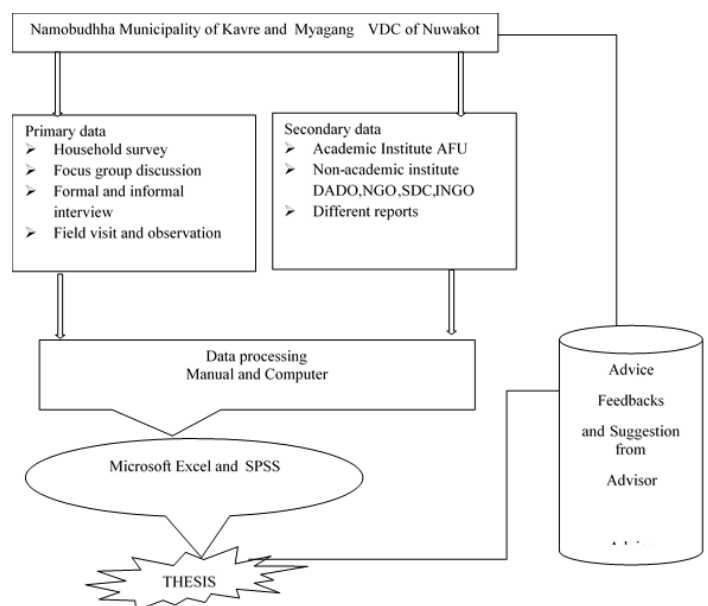 Namobudhha Municipality of Kavre and Myagang VDC of Nuwakot
Primary data
➢ Household survey
➢ Focus group discussion
➢ Formal and informal
interview
➢ Field visit and observation
Secondary data
➢ Academic Institute AFU
➢ Non-academic institute
DADO,NGO,SDC,INGO
➢ Different reports
Data processing
Manual and Computer
Microsoft Excel and SPSS
THESIS
Advice
Feedbacks
and Suggestion
from
Advisor